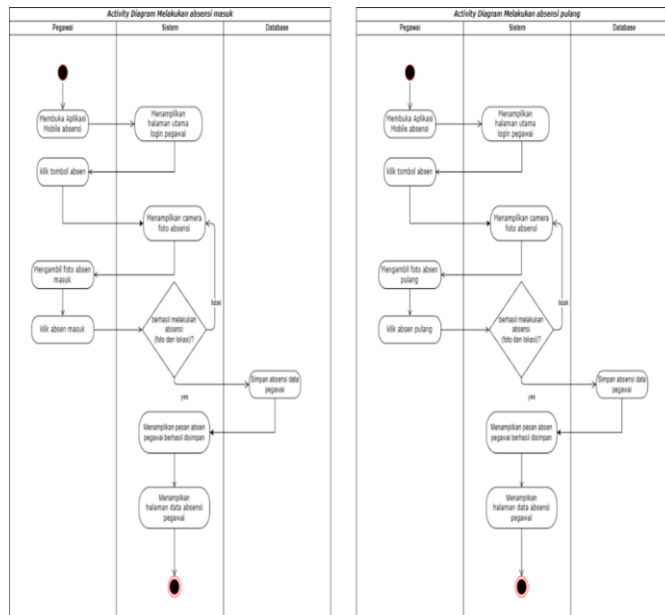 Activity Diagram Melakukan absensi masuk
Pegawai
Sistem
Database
Membuka Aplikasi
Mobile absensi
Menampilkan
halaman utama
login pegawai
klik tombol absen
Menampilkan camera
foto absensi
Mengambil foto absen
masuk
tidak
klik absen masuk
berhasil melakukan
absensi
(foto dan lokasi)?
yes
Simpan absensi data
pegawai
Menampilkan pesan absen
pegawai berhasil disimpan
Menampilkan
halaman data absensi
pegawai
Activity Diagram Melakukan absensi pulang
Pegawai
Sistem
Database
Membuka Aplikasi
Mobile absensi
Menampilkan
halaman utama
login pegawai
klik tombol absen
Menampilkan camera
foto absensi
Mengambil foto absen
pulang
tidak
klik absen pulang
berhasil melakukan
absensi
(foto dan lokasi)?
yes
Simpan absensi data
pegawai
Menampilkan pesan absen
pegawai berhasil disimpan
Menampilkan
halaman data absensi
pegawai